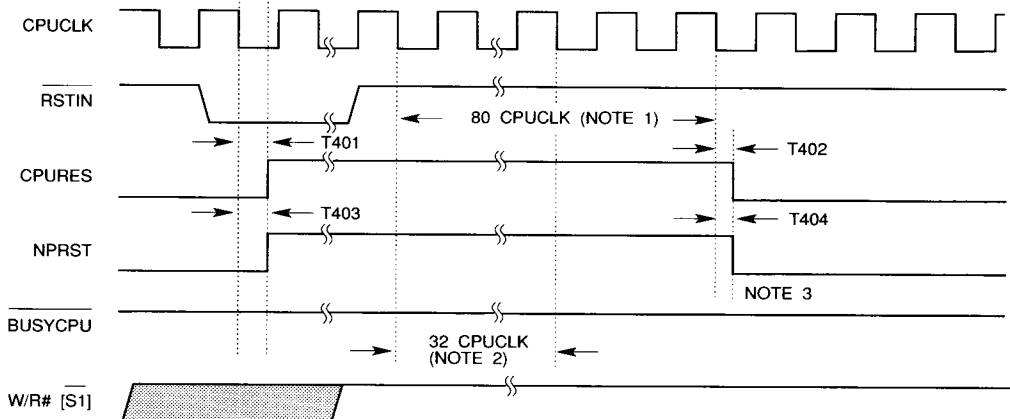 CPUCLK
RSTIN
80 CPUCLK (NOTE 1)
T401
T402
CPURES
T403
T404
NPRST
NOTE 3
BUSYCPU
32 CPUCLK
(NOTE 2)
W/R# [S1]